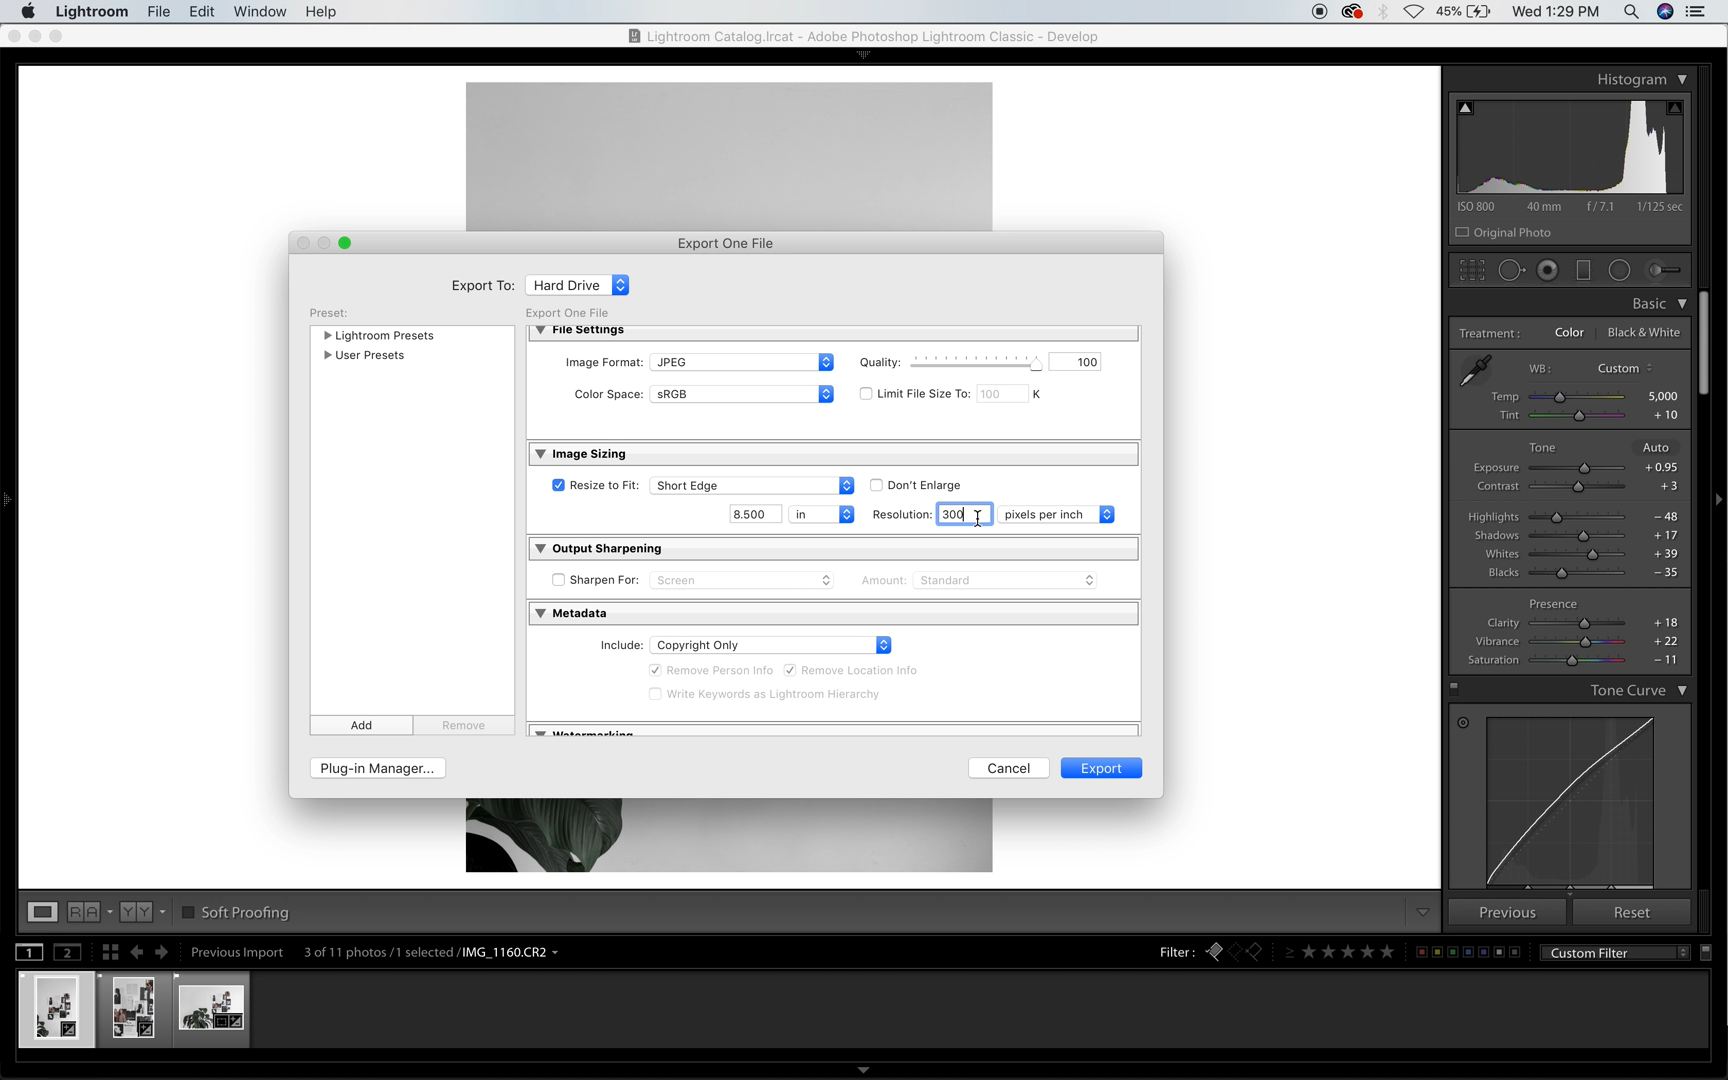 Lightroom File Edit Window Help 45% Wed 1:29 PM
Lr Lightroom Catalog.lrcat - Adobe Photoshop Lightroom Classic - Develop
Histogram
ISO 800 40 mm f / 7.1 1/125 sec
Original Photo
Basic
Treatment : Color Black & White
WB : Custom
Temp 5,000
Tint + 10
Tone Auto
Exposure + 0.95
Contrast + 3
Highlights – 48
Shadows + 17
Whites + 39
Blacks – 35
Presence
Clarity + 18
Vibrance + 22
Saturation – 11
Tone Curve
Previous Reset
Export One File
Export To: Hard Drive
Preset: Export One File
Lightroom Presets
User Presets
Add Remove
File Settings
Image Format: JPEG Quality: 100
Color Space: sRGB Limit File Size To: 100 K
Image Sizing
Resize to Fit: Short Edge Don't Enlarge
8.500 in Resolution: 300 pixels per inch
Output Sharpening
Sharpen For: Screen Amount: Standard
Metadata
Include: Copyright Only
Remove Person Info Remove Location Info
Write Keywords as Lightroom Hierarchy
Watermarking
Plug-in Manager... Cancel Export
R A Y Y Soft Proofing
1 2 Previous Import 3 of 11 photos / 1 selected / IMG_1160.CR2 Filter : ≥ Custom Filter